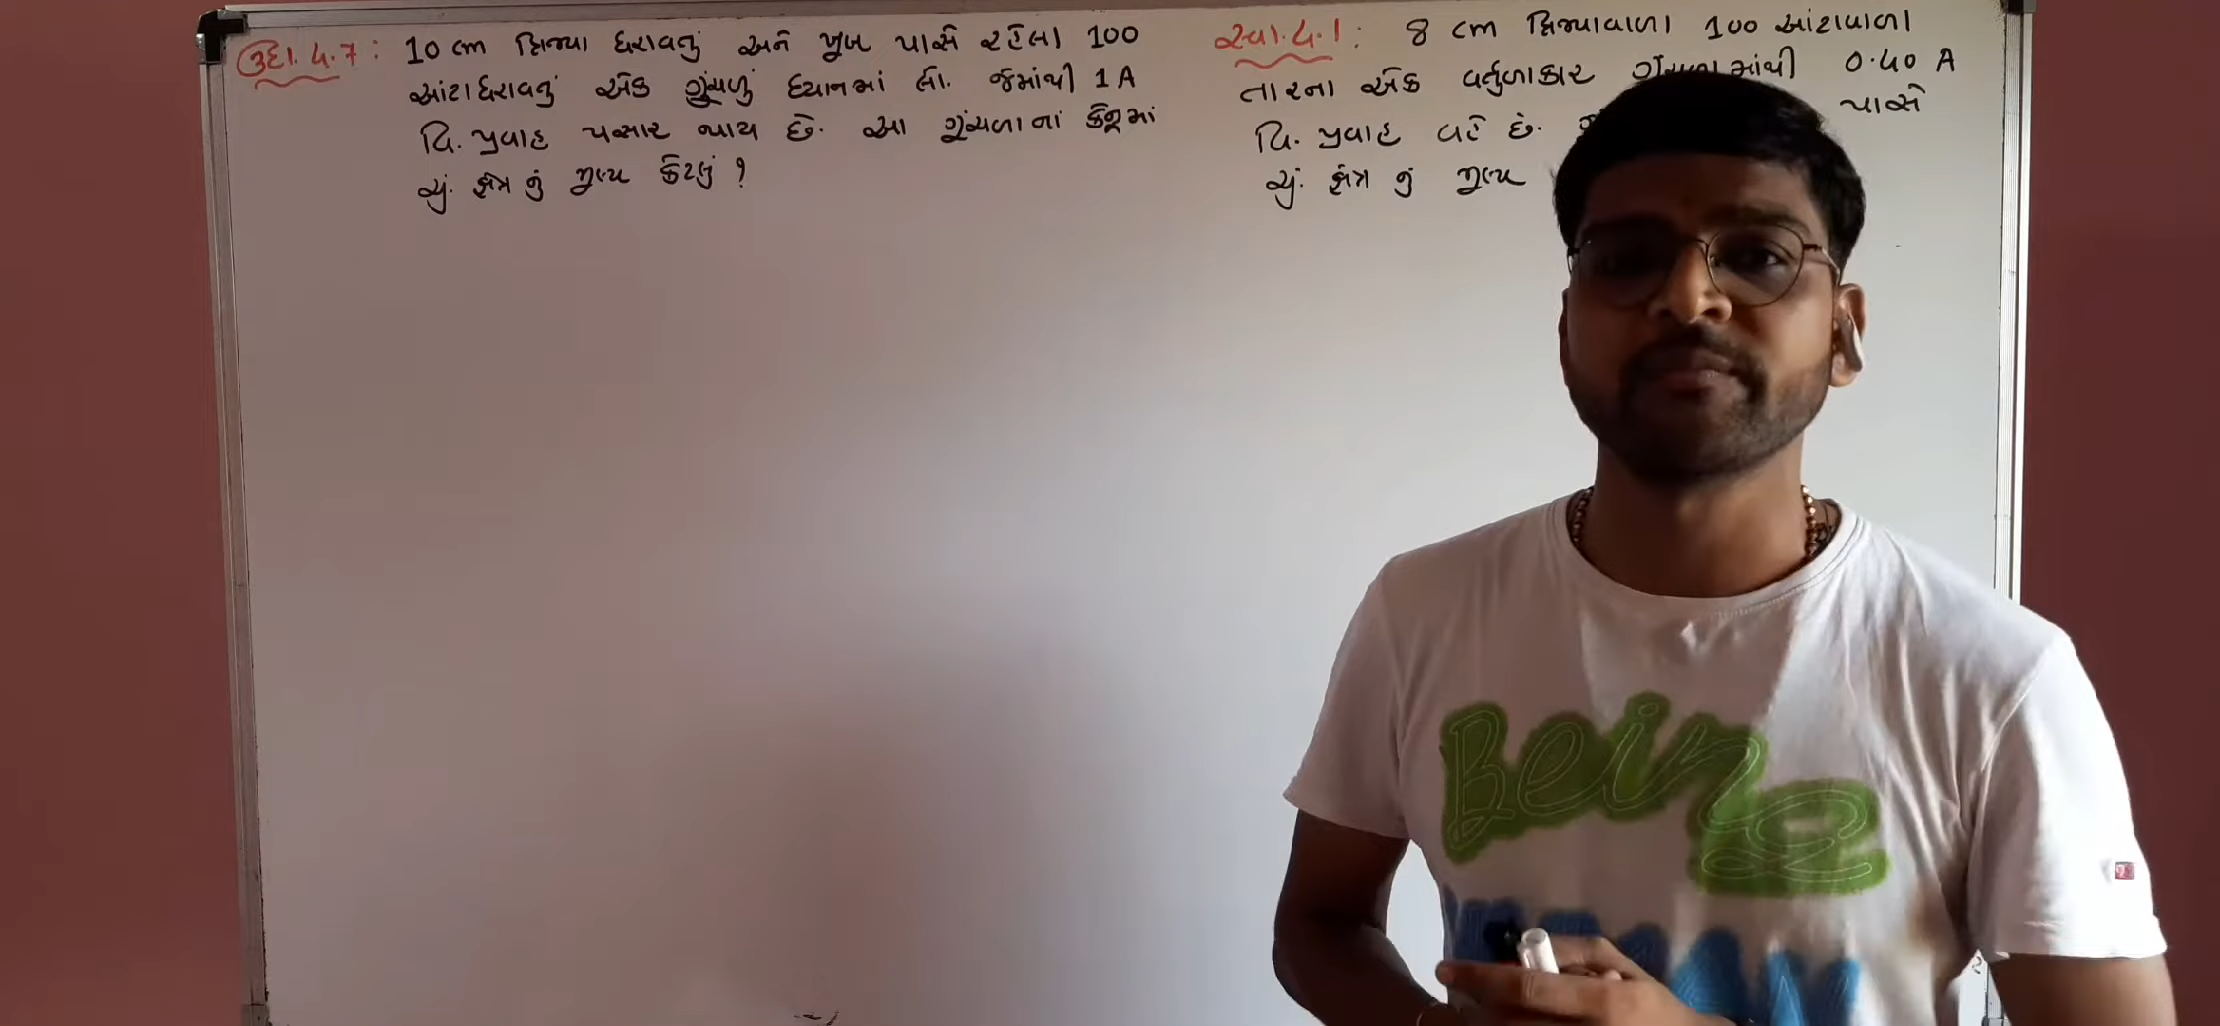 ઉદા. ૫.7 : 10 cm ત્રિજ્યા ધરાવતું અને ખૂબ પાસે રહેલા 100
આંટા ધરાવતું એક ગૂંચળું ધ્યાનમાં લો. જેમાંથી 1 A
વિ. પ્રવાહ પસાર થાય છે. આ ગૂંચળાનાં કેન્દ્રમાં
ચું. ક્ષેત્ર નું મૂલ્ય કેટલું ?
સ્વા. ૫.1 : 8 cm ત્રિજ્યાવાળા 100 આંટાવાળા
તારના એક વર્તુળાકાર ગૂંચળામાંથી 0.40 A
વિ. પ્રવાહ વહે છે. પાસે
ચું. ક્ષેત્ર નું મૂલ્ય
Being